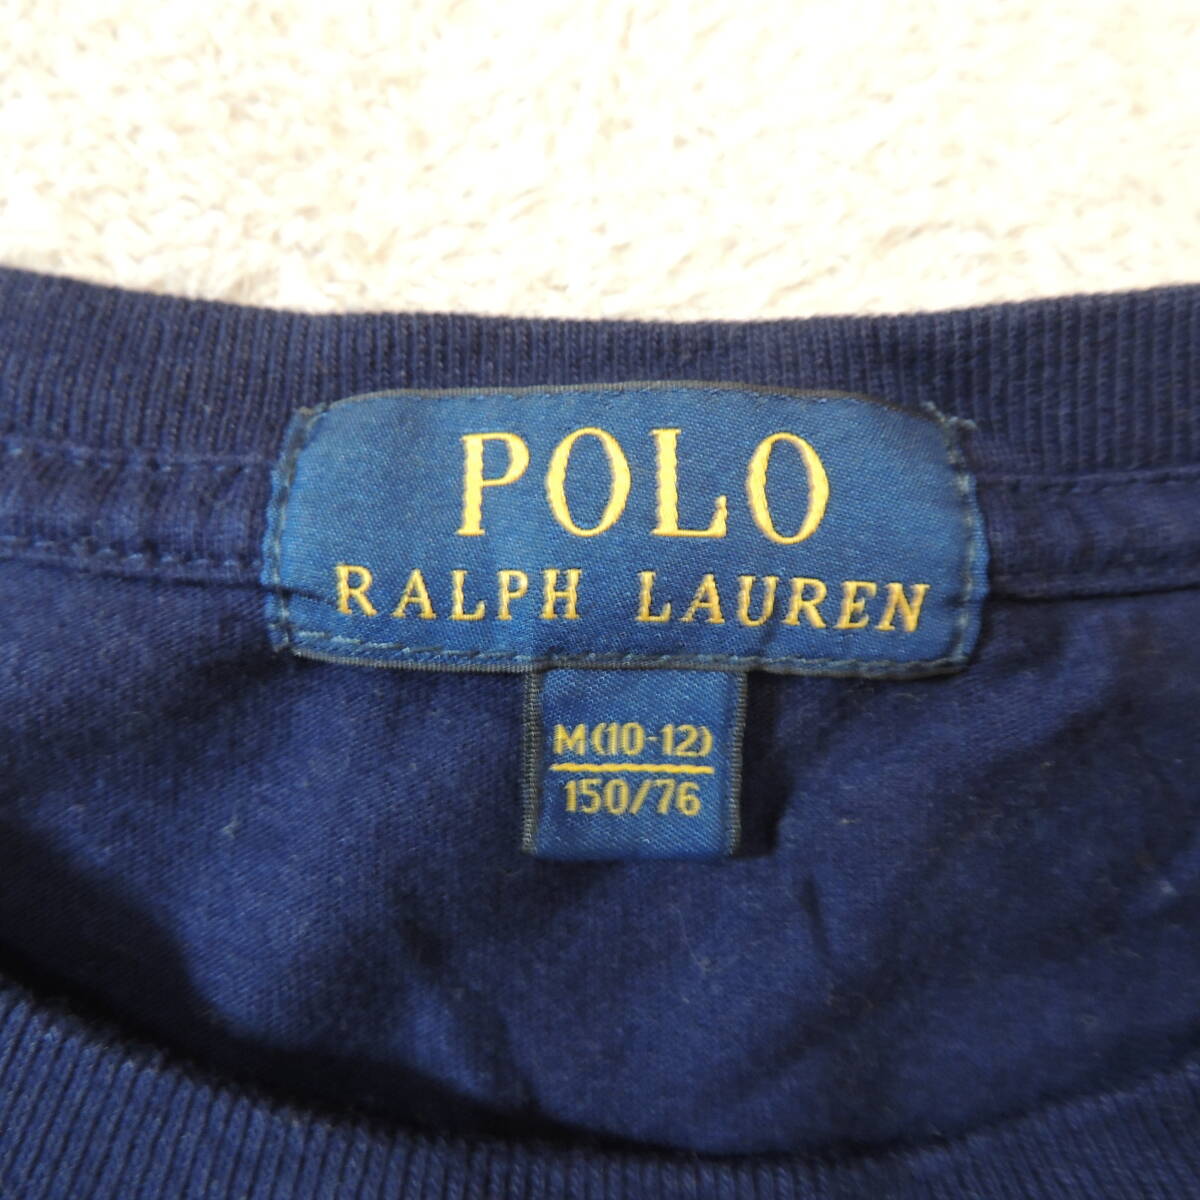 POLO
RALPH LAUREN
M(10-12)
150/76